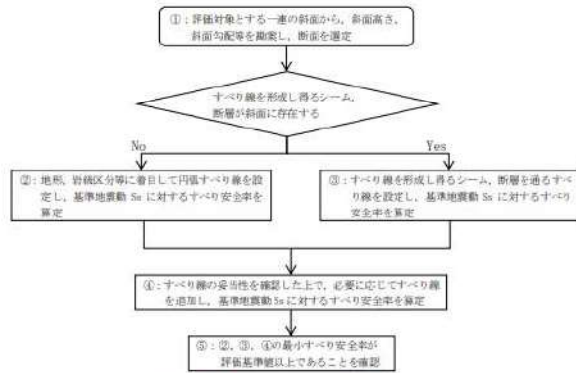 ①：評価対象とする一連の斜面から，斜面高さ，
斜面勾配等を勘案し，断面を選定
すべり線を形成し得るシーム，
断層が斜面に存在する
No
Yes
②：地形，岩級区分等に着目して円弧すべり線を設
定し，基準地震動 Ss に対するすべり安全率を
算定
③：すべり線を形成し得るシーム，断層を通るすべ
り線を設定し，基準地震動 Ss に対するすべり
安全率を算定
④：すべり線の妥当性を確認した上で，必要に応じてすべり線
を追加し，基準地震動 Ss に対するすべり安全率を算定
⑤：②，③，④の最小すべり安全率が
評価基準値以上であることを確認